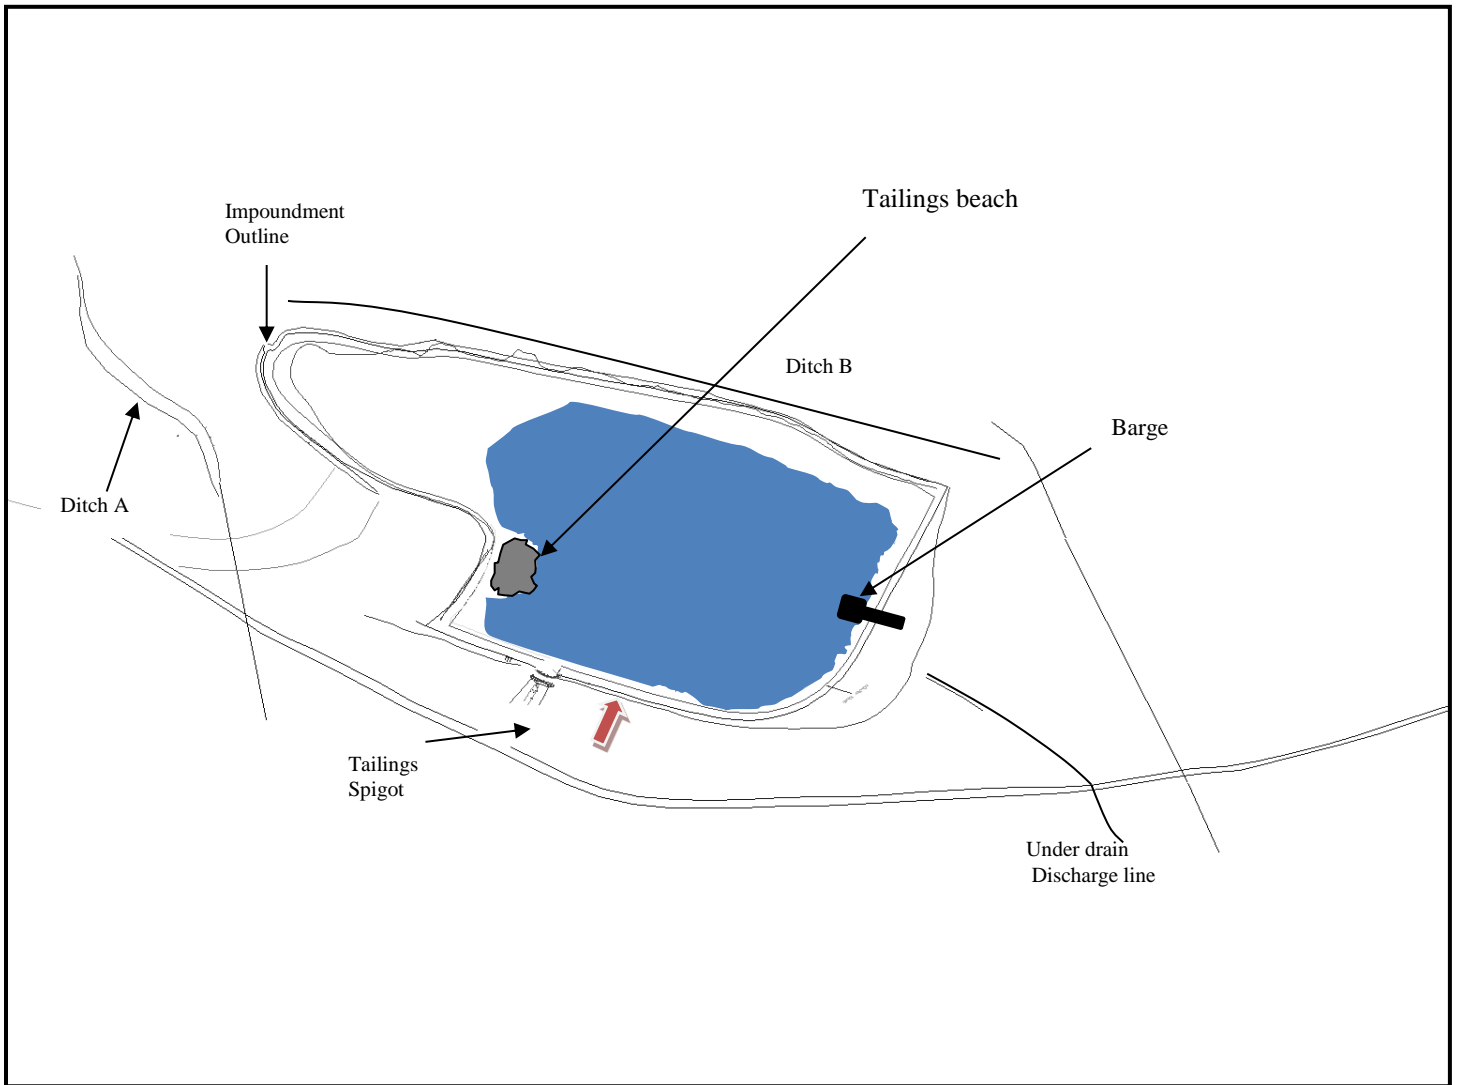 Tailings beach
Impoundment
Outline
Ditch B
Barge
Ditch A
Tailings
Spigot
Under drain
Discharge line